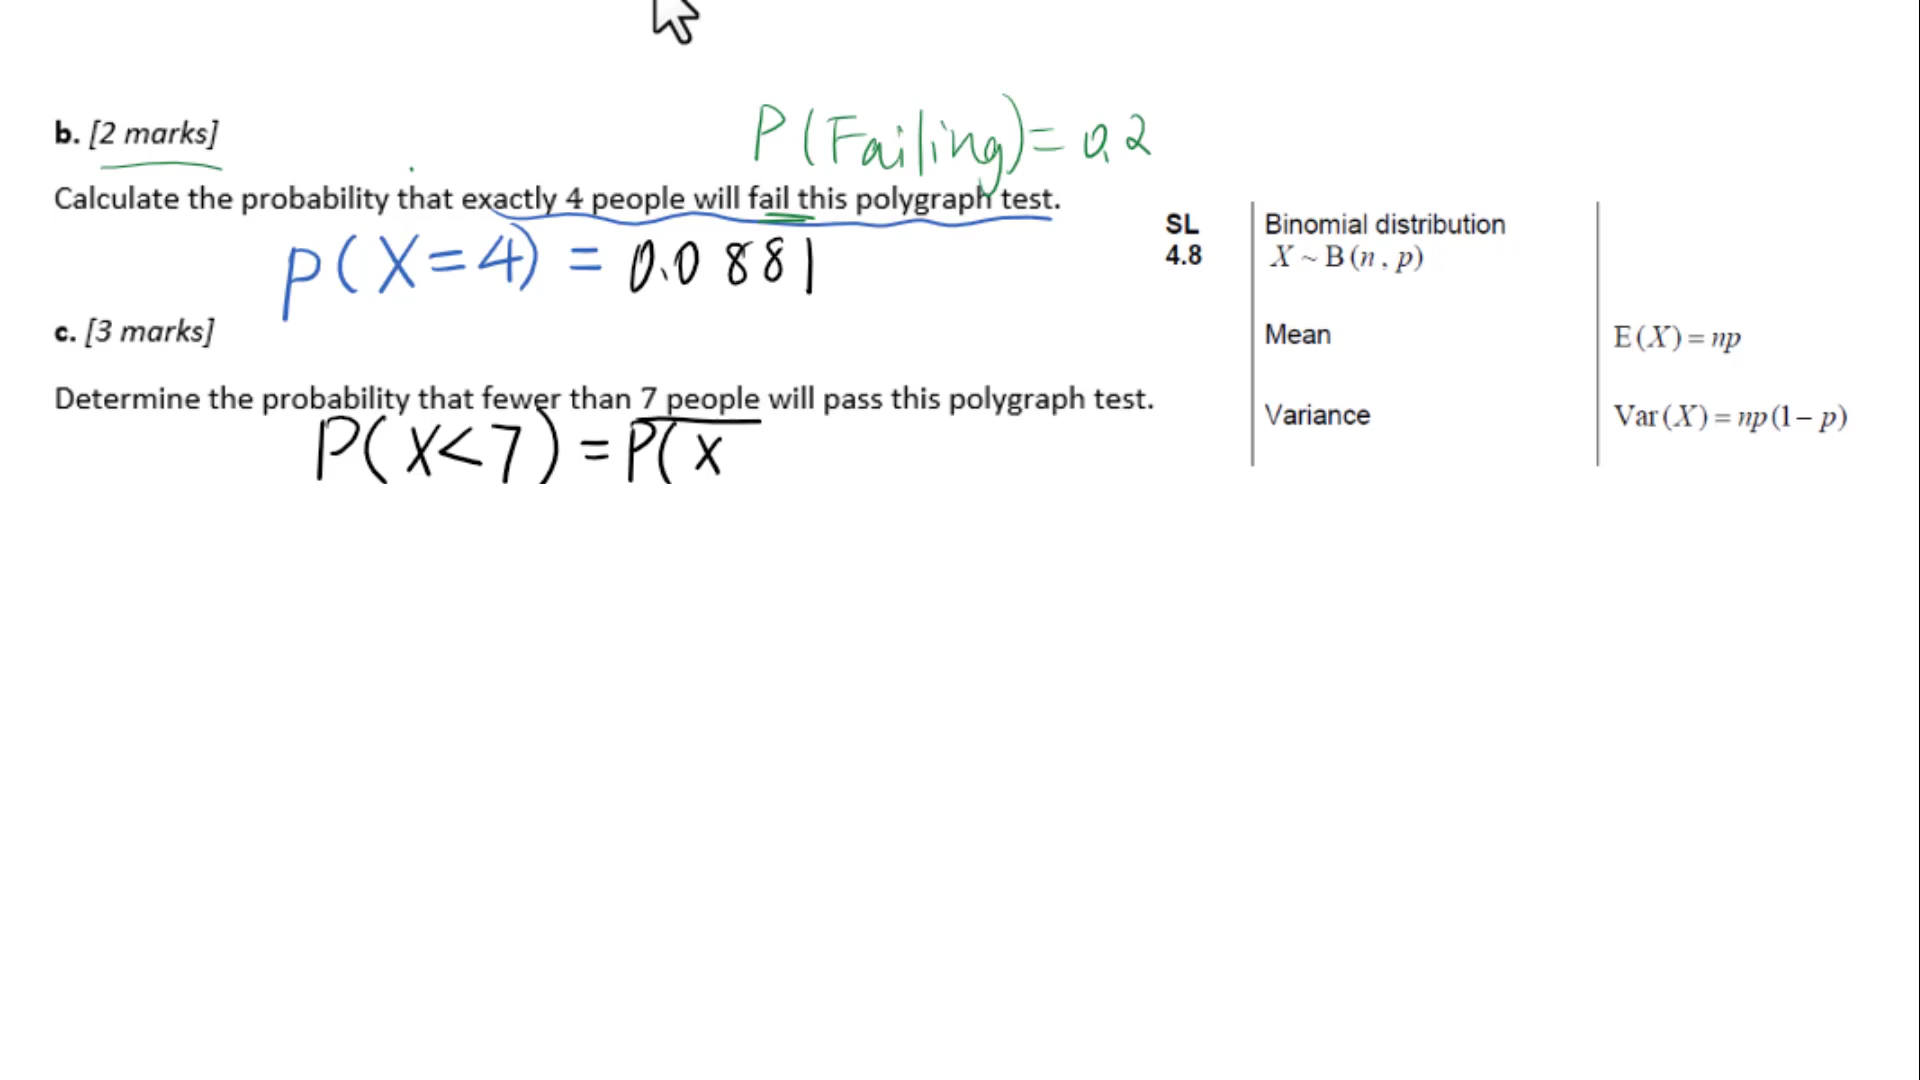 b. [2 marks]
P(Failing) = 0.2
Calculate the probability that exactly 4 people will fail this polygraph test.
P(X=4) = 0.0881
c. [3 marks]
Determine the probability that fewer than 7 people will pass this polygraph test.
P(X<7) = P(X
SL 4.8
Binomial distribution
X ~ B(n, p)
Mean E(X) = np
Variance Var(X) = np(1 − p)